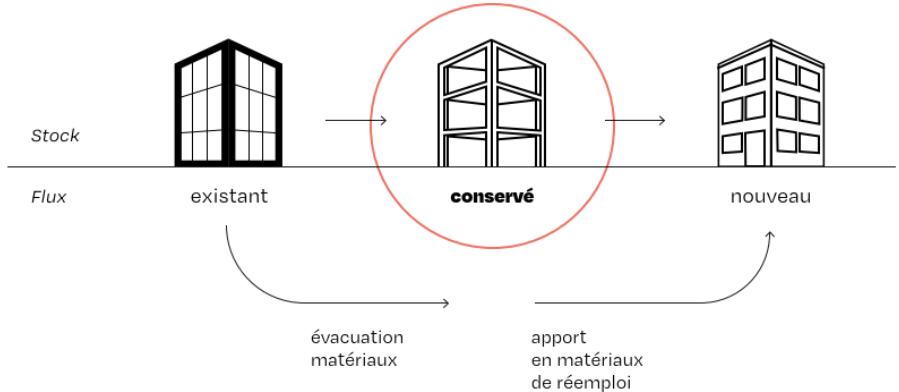 Stock
Flux
existant
conservé
nouveau
évacuation
matériaux
apport
en matériaux
de réemploi